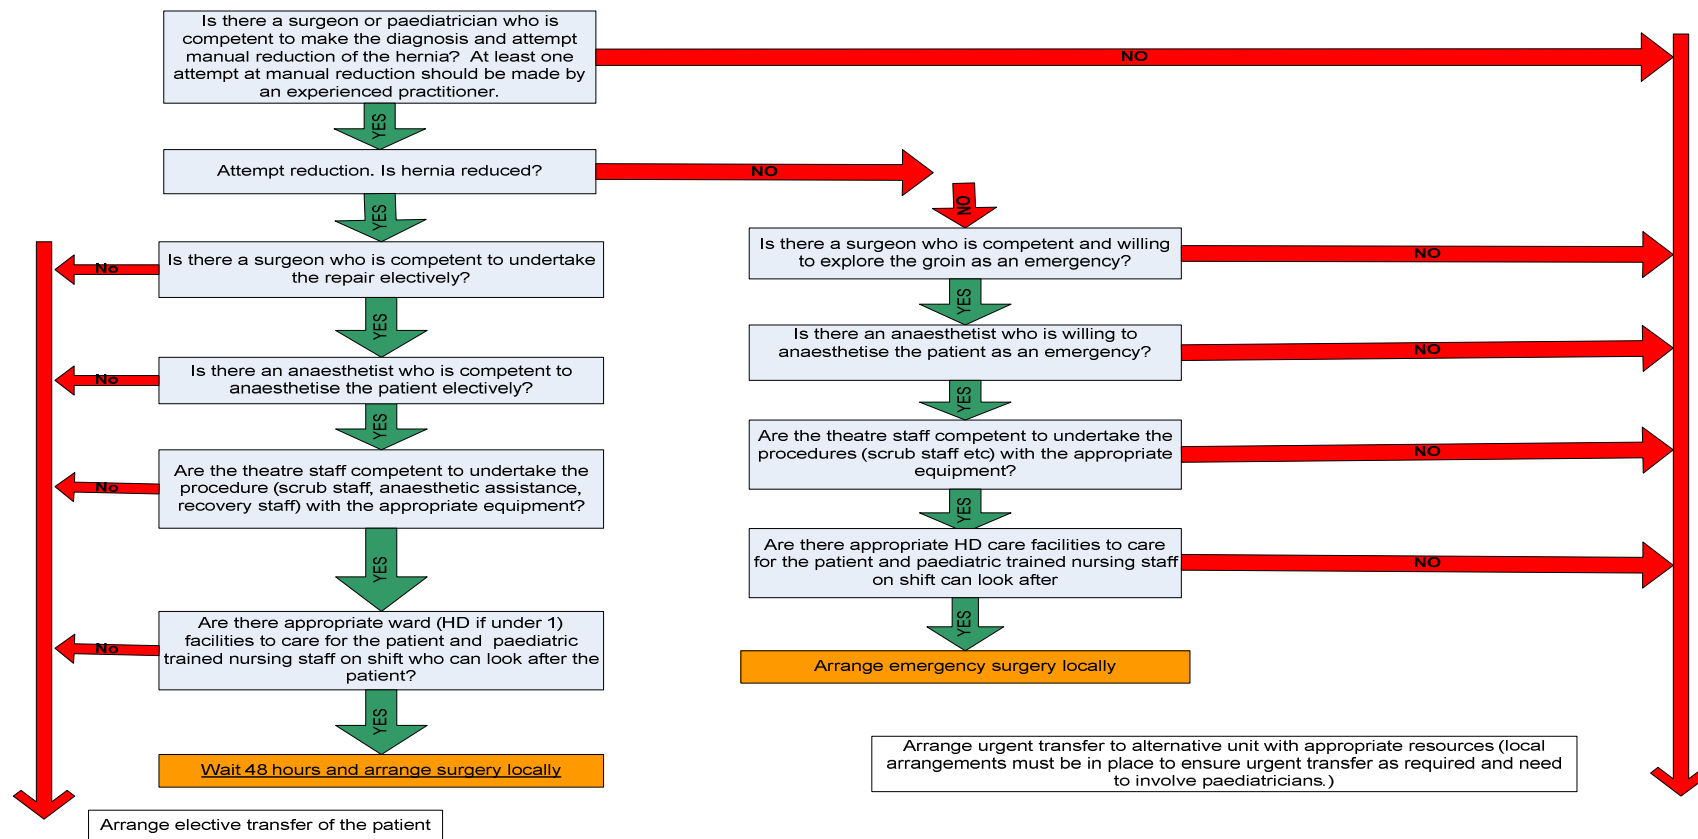 Is there a surgeon or paediatrician who is
competent to make the diagnosis and attempt
manual reduction of the hernia? At least one
attempt at manual reduction should be made by
an experienced practitioner.
NO
YES
Attempt reduction. Is hernia reduced?
NO
NO
YES
Is there a surgeon who is competent to undertake
the repair electively?
No
YES
Is there an anaesthetist who is competent to
anaesthetise the patient electively?
No
YES
Are the theatre staff competent to undertake the
procedure (scrub staff, anaesthetic assistance,
recovery staff) with the appropriate equipment?
No
YES
Are there appropriate ward (HD if under 1)
facilities to care for the patient and paediatric
trained nursing staff on shift who can look after the
patient?
No
YES
Wait 48 hours and arrange surgery locally
Arrange elective transfer of the patient
Is there a surgeon who is competent and willing
to explore the groin as an emergency?
NO
YES
Is there an anaesthetist who is willing to
anaesthetise the patient as an emergency?
NO
YES
Are the theatre staff competent to undertake the
procedures (scrub staff etc) with the appropriate
equipment?
NO
YES
Are there appropriate HD care facilities to care
for the patient and paediatric trained nursing staff
on shift can look after
NO
YES
Arrange emergency surgery locally
Arrange urgent transfer to alternative unit with appropriate resources (local
arrangements must be in place to ensure urgent transfer as required and need
to involve paediatricians.)